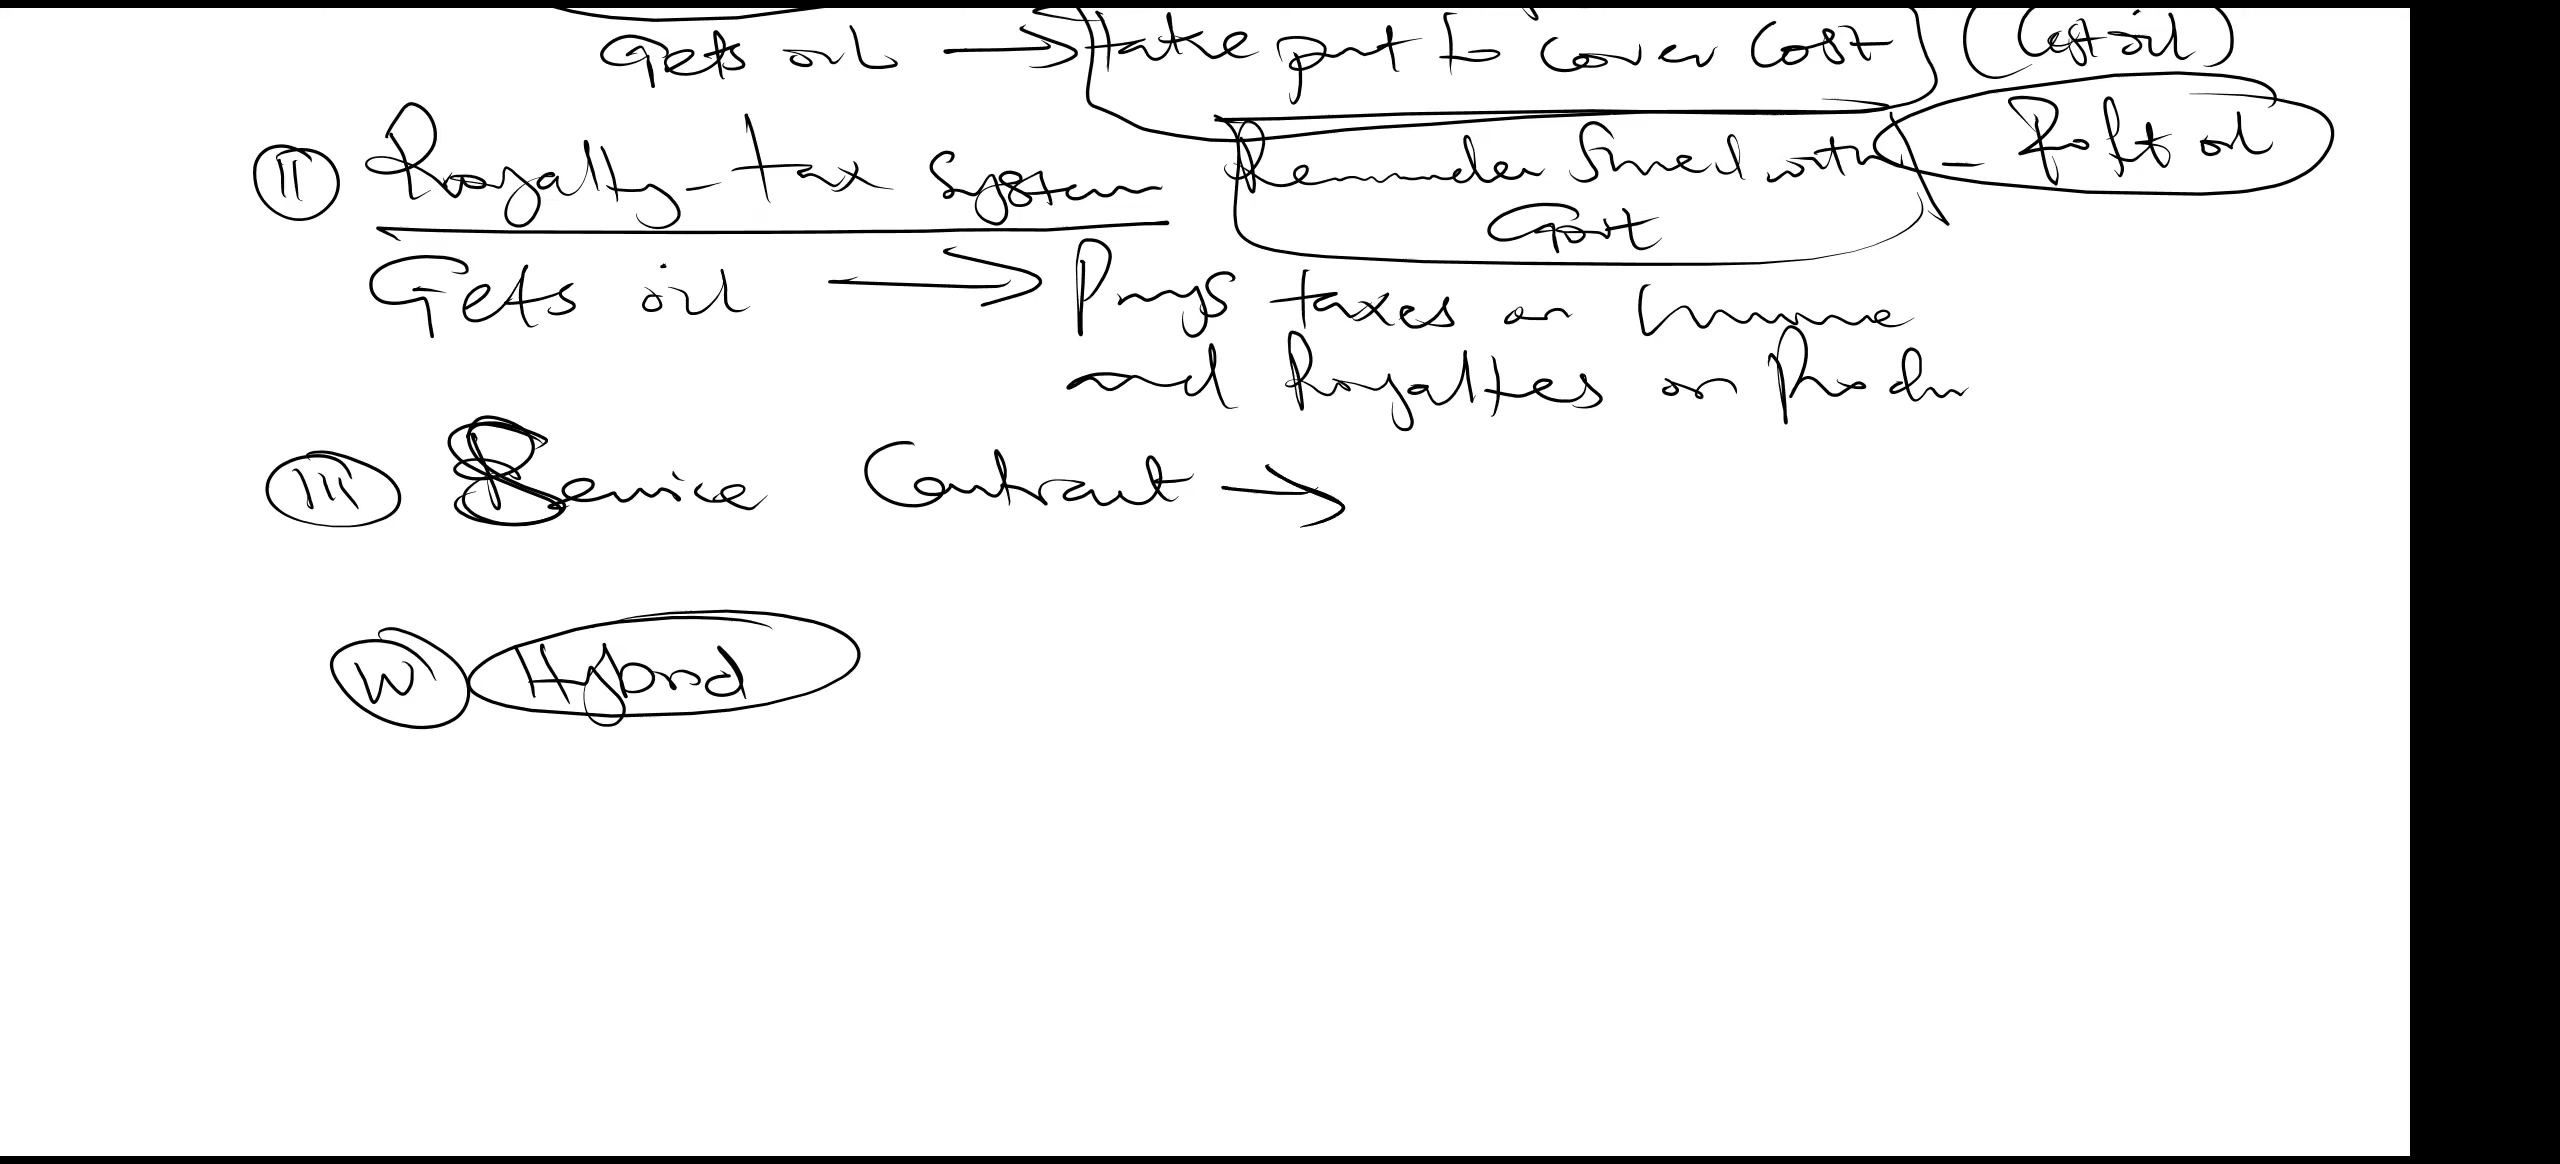 Gets oil → take part to cover cost (Cost oil)
Remainder shared with Govt - Profit oil
II Royalty-tax system
Gets oil → Pays taxes on Income
and Royalties on Produ
III Service Contract →
IV Hybrid